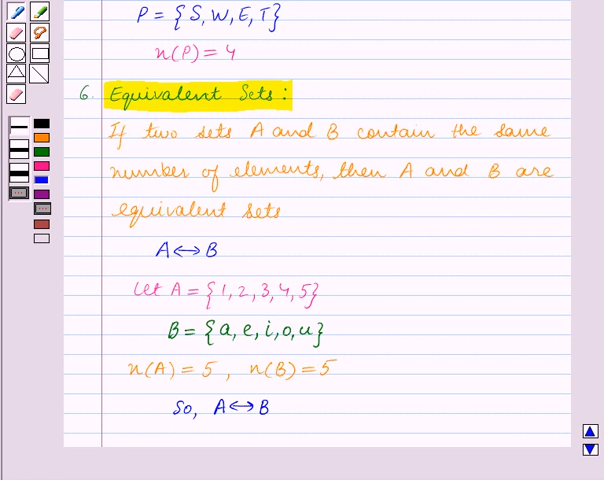 P = {S, W, E, T}
n(P) = 4
6. Equivalent Sets:
If two sets A and B contain the same
number of elements, then A and B are
equivalent sets
A↔B
Let A = {1, 2, 3, 4, 5}
B = {a, e, i, o, u}
n(A) = 5, n(B) = 5
So, A↔B